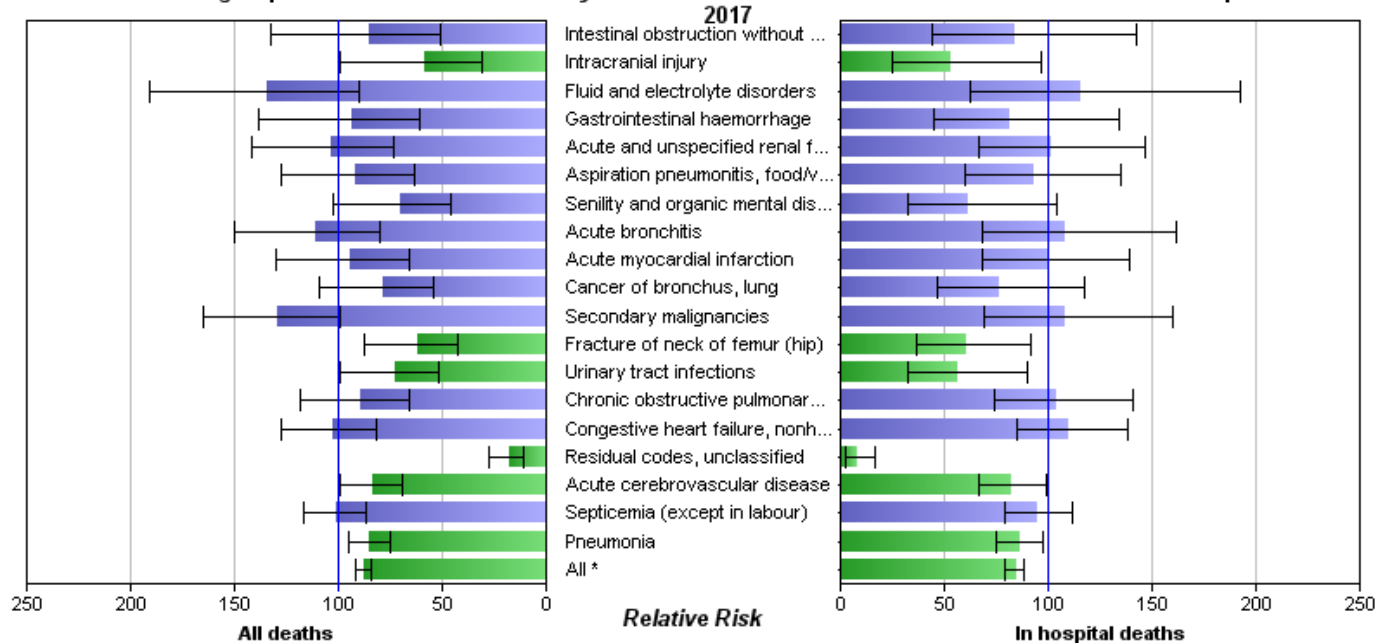 2017
Intestinal obstruction without ...
Intracranial injury
Fluid and electrolyte disorders
Gastrointestinal haemorrhage
Acute and unspecified renal f...
Aspiration pneumonitis, food/v...
Senility and organic mental dis...
Acute bronchitis
Acute myocardial infarction
Cancer of bronchus, lung
Secondary malignancies
Fracture of neck of femur (hip)
Urinary tract infections
Chronic obstructive pulmonar...
Congestive heart failure, nonh...
Residual codes, unclassified
Acute cerebrovascular disease
Septicemia (except in labour)
Pneumonia
All *
250 200 150 100 50 0
0 50 100 150 200 250
All deaths
Relative Risk
In hospital deaths